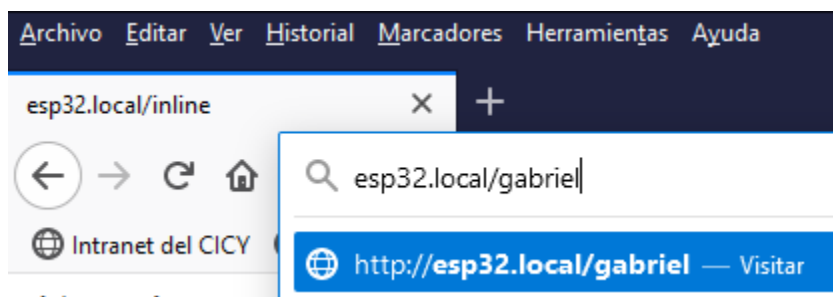 Archivo Editar Ver Historial Marcadores Herramientas Ayuda
esp32.local/inline
esp32.local/gabriel
Intranet del CICY
http://esp32.local/gabriel — Visitar